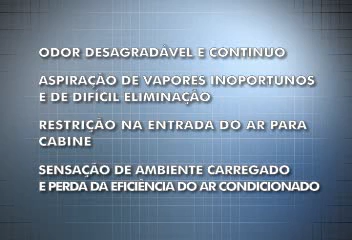 ODOR DESAGRADÁVEL E CONTINUO
ASPIRAÇÃO DE VAPORES INOPORTUNOS
E DE DIFÍCIL ELIMINAÇÃO
RESTRIÇÃO NA ENTRADA DO AR PARA
CABINE
SENSAÇÃO DE AMBIENTE CARREGADO
E PERDA DA EFICIÊNCIA DO AR CONDICIONADO